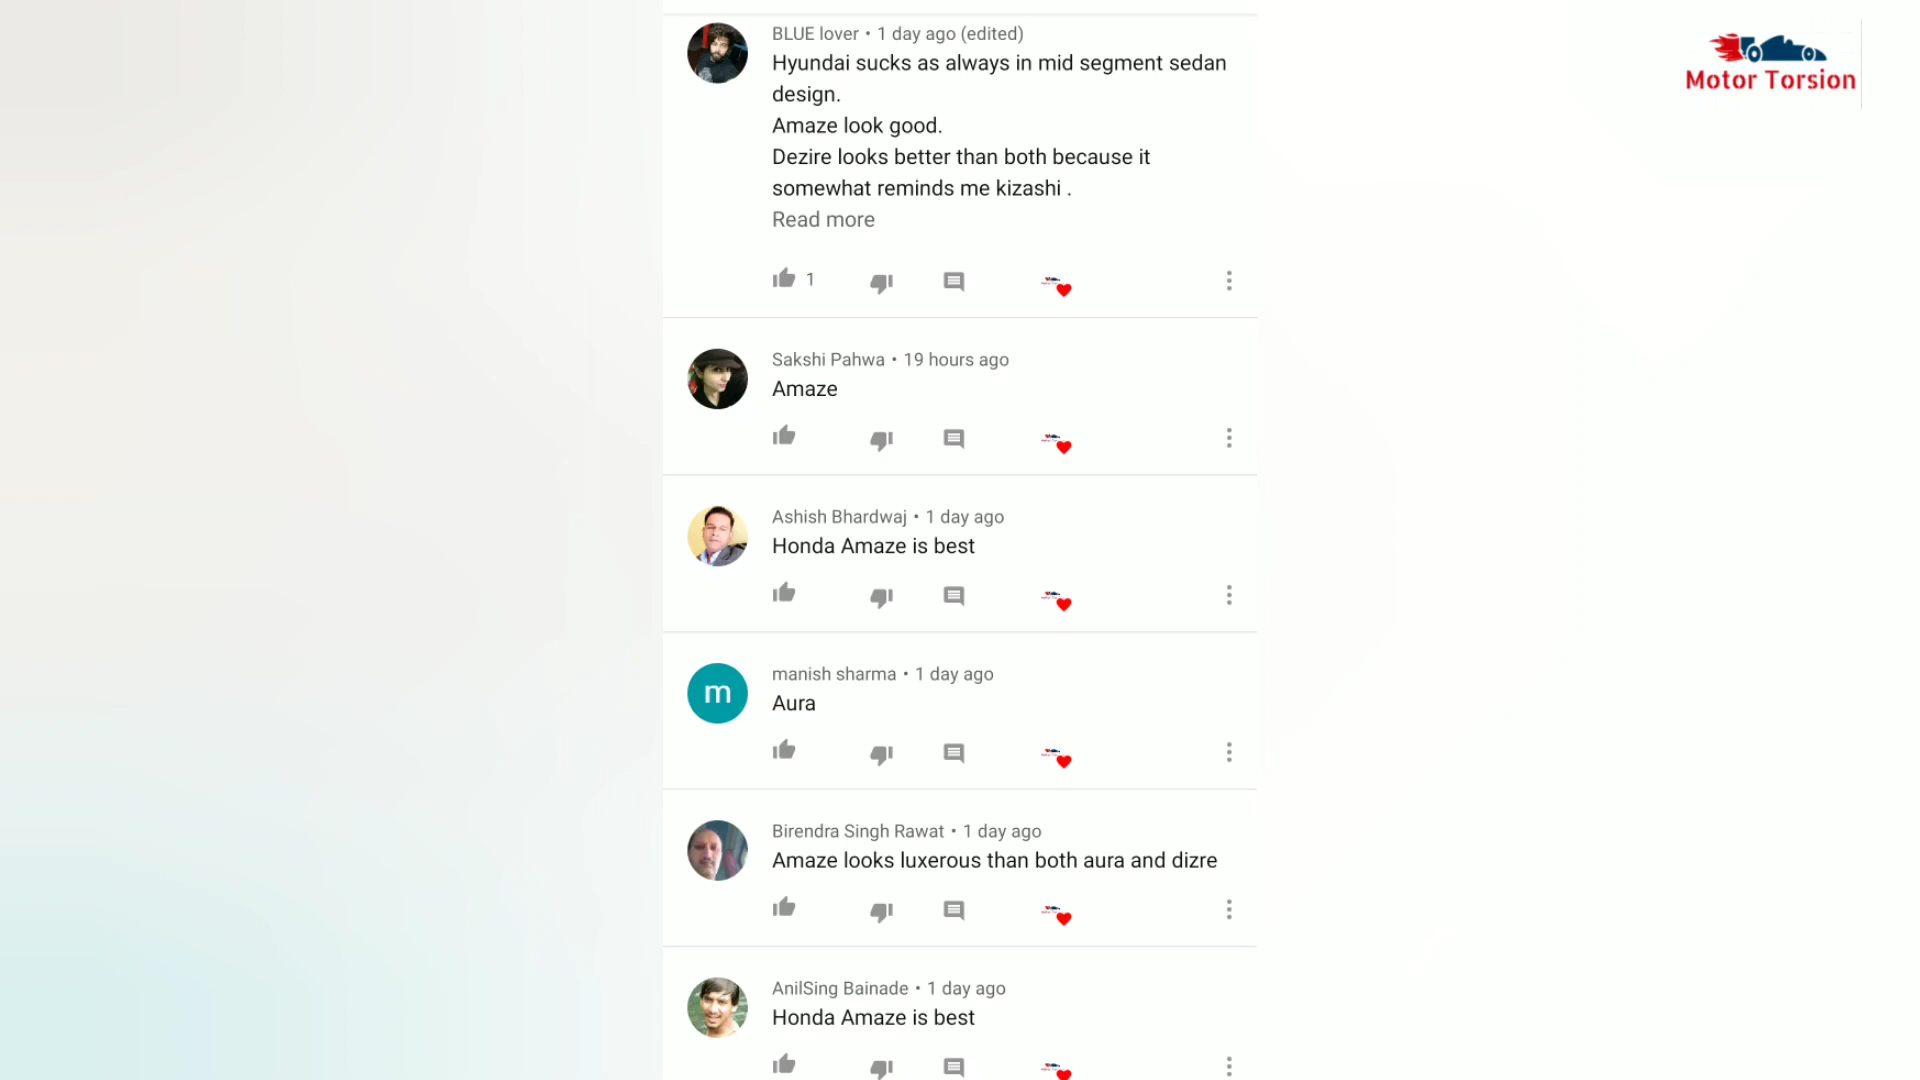 BLUE lover • 1 day ago (edited)
Hyundai sucks as always in mid segment sedan
design.
Amaze look good.
Dezire looks better than both because it
somewhat reminds me kizashi .
Read more
1
Motor Torsion
Sakshi Pahwa • 19 hours ago
Amaze
Ashish Bhardwaj • 1 day ago
Honda Amaze is best
m
manish sharma • 1 day ago
Aura
Birendra Singh Rawat • 1 day ago
Amaze looks luxerous than both aura and dizre
AnilSing Bainade • 1 day ago
Honda Amaze is best